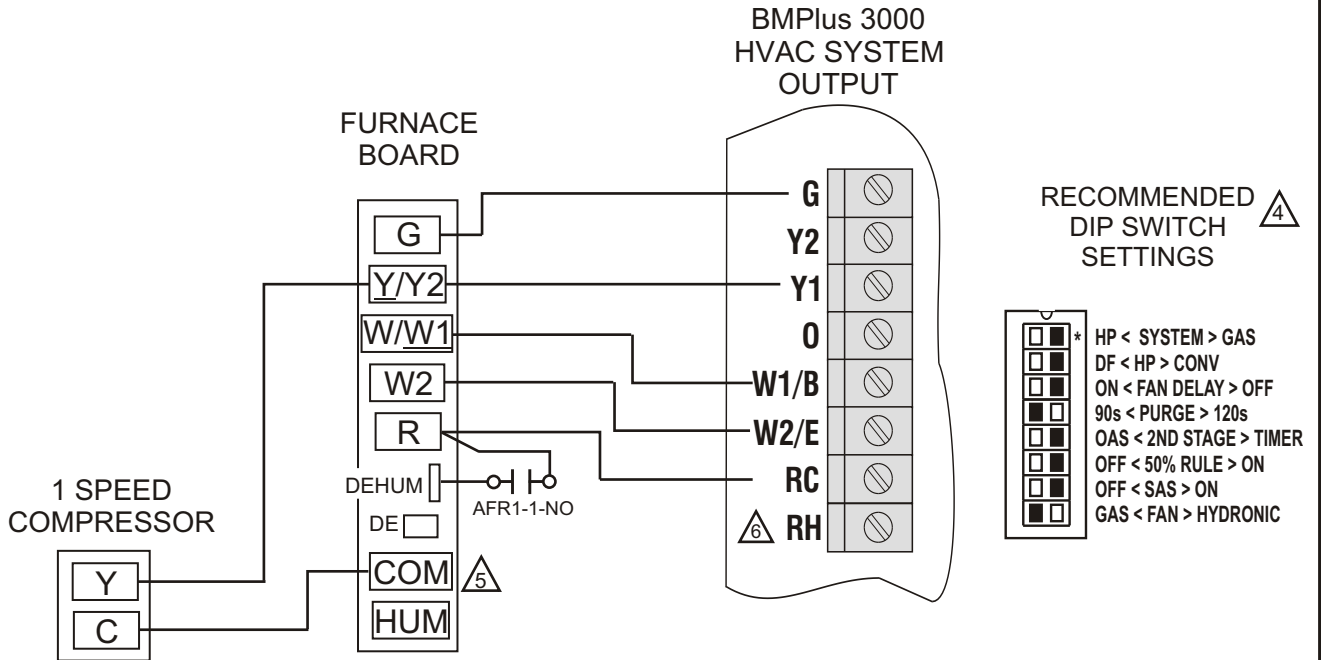 BMPlus 3000
HVAC SYSTEM
OUTPUT
FURNACE
BOARD
G
Y/Y2
W/W1
W2
R
DEHUM
AFR1-1-NO
DE
COM
5
HUM
1 SPEED
COMPRESSOR
Y
C
G
Y2
Y1
O
W1/B
W2/E
RC
6 RH
RECOMMENDED
DIP SWITCH
SETTINGS
4
* HP < SYSTEM > GAS
DF < HP > CONV
ON < FAN DELAY > OFF
90s < PURGE > 120s
OAS < 2ND STAGE > TIMER
OFF < 50% RULE > ON
OFF < SAS > ON
GAS < FAN > HYDRONIC